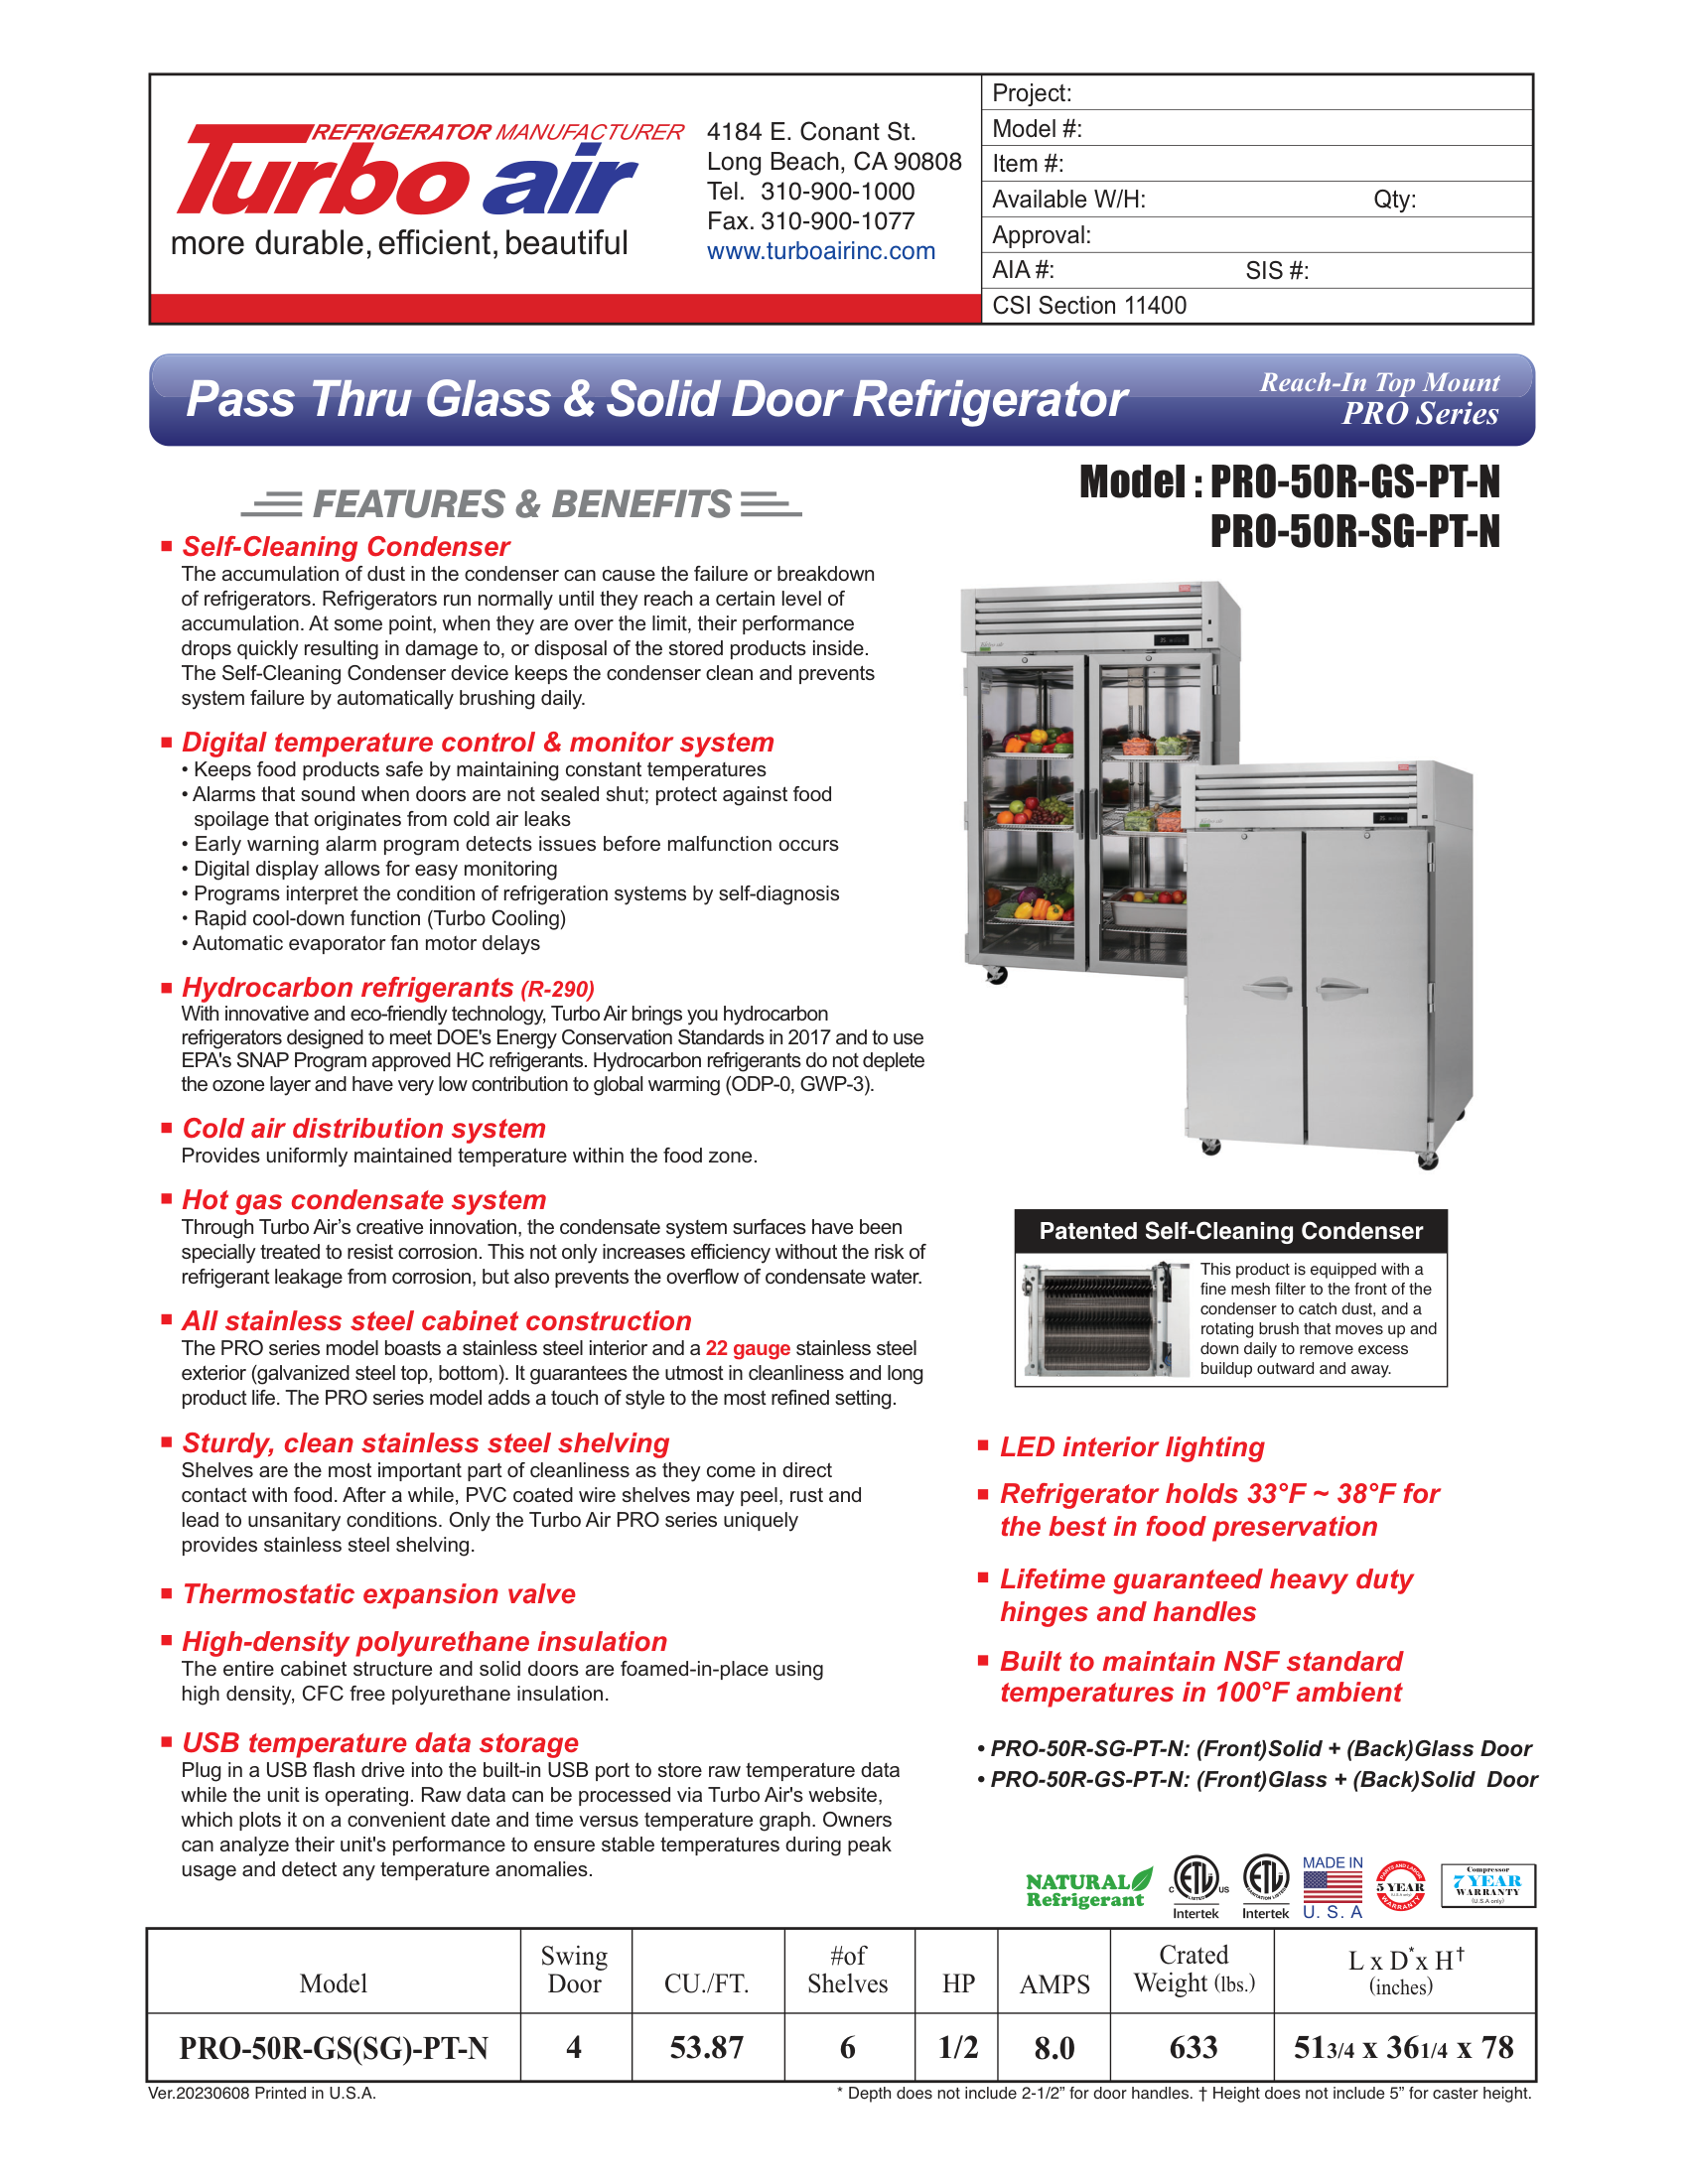 REFRIGERATOR MANUFACTURER
Turbo air
more durable, efficient, beautiful
4184 E. Conant St.
Long Beach, CA 90808
Tel. 310-900-1000
Fax. 310-900-1077
www.turboairinc.com
Project:
Model #:
Item #:
Available W/H: Qty:
Approval:
AIA #: SIS #:
CSI Section 11400
Pass Thru Glass & Solid Door Refrigerator
Reach-In Top Mount
PRO Series
Model : PRO-50R-GS-PT-N
PRO-50R-SG-PT-N
FEATURES & BENEFITS
■ Self-Cleaning Condenser
The accumulation of dust in the condenser can cause the failure or breakdown
of refrigerators. Refrigerators run normally until they reach a certain level of
accumulation. At some point, when they are over the limit, their performance
drops quickly resulting in damage to, or disposal of the stored products inside.
The Self-Cleaning Condenser device keeps the condenser clean and prevents
system failure by automatically brushing daily.
■ Digital temperature control & monitor system
• Keeps food products safe by maintaining constant temperatures
• Alarms that sound when doors are not sealed shut; protect against food
spoilage that originates from cold air leaks
• Early warning alarm program detects issues before malfunction occurs
• Digital display allows for easy monitoring
• Programs interpret the condition of refrigeration systems by self-diagnosis
• Rapid cool-down function (Turbo Cooling)
• Automatic evaporator fan motor delays
■ Hydrocarbon refrigerants (R-290)
With innovative and eco-friendly technology, Turbo Air brings you hydrocarbon
refrigerators designed to meet DOE's Energy Conservation Standards in 2017 and to use
EPA's SNAP Program approved HC refrigerants. Hydrocarbon refrigerants do not deplete
the ozone layer and have very low contribution to global warming (ODP-0, GWP-3).
■ Cold air distribution system
Provides uniformly maintained temperature within the food zone.
■ Hot gas condensate system
Through Turbo Air’s creative innovation, the condensate system surfaces have been
specially treated to resist corrosion. This not only increases efficiency without the risk of
refrigerant leakage from corrosion, but also prevents the overflow of condensate water.
■ All stainless steel cabinet construction
The PRO series model boasts a stainless steel interior and a 22 gauge stainless steel
exterior (galvanized steel top, bottom). It guarantees the utmost in cleanliness and long
product life. The PRO series model adds a touch of style to the most refined setting.
■ Sturdy, clean stainless steel shelving
Shelves are the most important part of cleanliness as they come in direct
contact with food. After a while, PVC coated wire shelves may peel, rust and
lead to unsanitary conditions. Only the Turbo Air PRO series uniquely
provides stainless steel shelving.
■ Thermostatic expansion valve
■ High-density polyurethane insulation
The entire cabinet structure and solid doors are foamed-in-place using
high density, CFC free polyurethane insulation.
■ USB temperature data storage
Plug in a USB flash drive into the built-in USB port to store raw temperature data
while the unit is operating. Raw data can be processed via Turbo Air's website,
which plots it on a convenient date and time versus temperature graph. Owners
can analyze their unit's performance to ensure stable temperatures during peak
usage and detect any temperature anomalies.
Patented Self-Cleaning Condenser
This product is equipped with a
fine mesh filter to the front of the
condenser to catch dust, and a
rotating brush that moves up and
down daily to remove excess
buildup outward and away.
■ LED interior lighting
■ Refrigerator holds 33°F ~ 38°F for
the best in food preservation
■ Lifetime guaranteed heavy duty
hinges and handles
■ Built to maintain NSF standard
temperatures in 100°F ambient
• PRO-50R-SG-PT-N: (Front)Solid + (Back)Glass Door
• PRO-50R-GS-PT-N: (Front)Glass + (Back)Solid Door
NATURAL
Refrigerant
C ETL US
LISTED
Intertek
ETL
SANITATION LISTED
Intertek
MADE IN
U. S. A
PARTS AND LABOR
5 YEAR
WARRANTY
Compressor
7 YEAR
WARRANTY
(U.S.A only)
Model Swing Door CU./FT. #of Shelves HP AMPS Crated Weight (lbs.) L x D* x H† (inches)
PRO-50R-GS(SG)-PT-N 4 53.87 6 1/2 8.0 633 51 3/4 x 36 1/4 x 78
Ver.20230608 Printed in U.S.A.
* Depth does not include 2-1/2” for door handles. † Height does not include 5” for caster height.